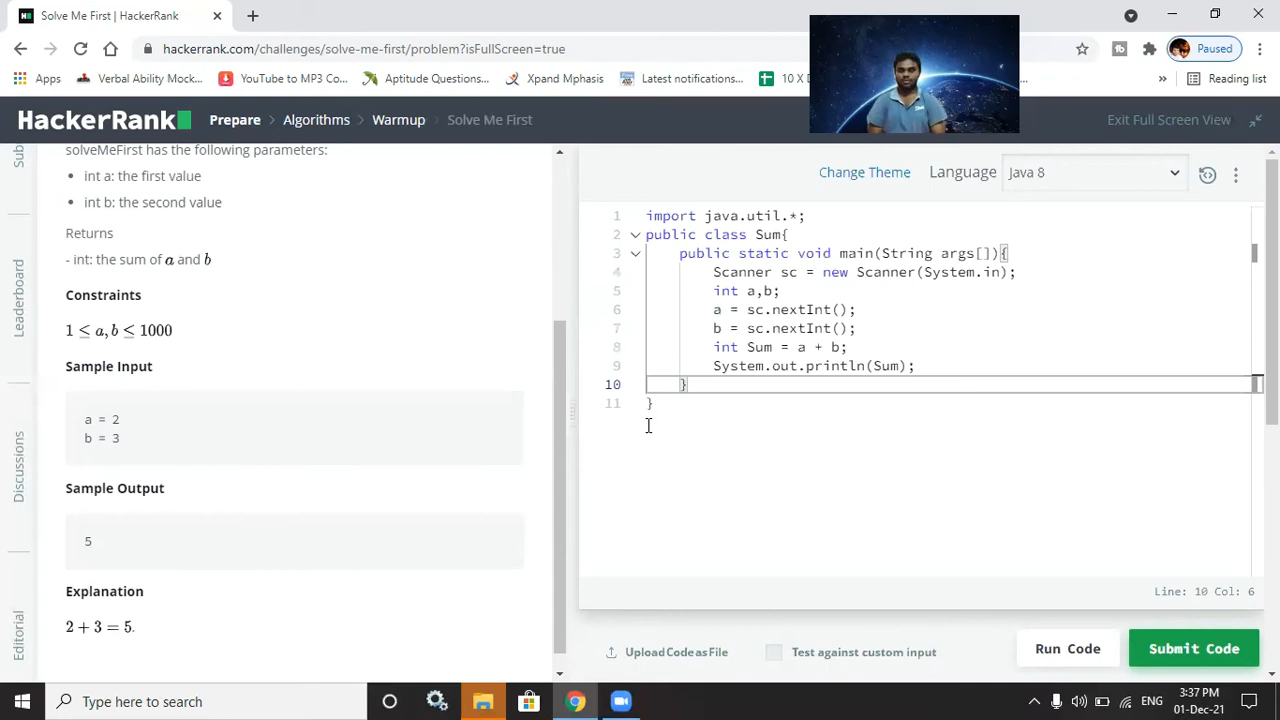 Solve Me First | HackerRank
hackerrank.com/challenges/solve-me-first/problem?isFullScreen=true
Paused
Apps
Verbal Ability Mock...
YouTube to MP3 Co...
Aptitude Questions...
Xpand Mphasis
Latest notifications...
10 X D
Reading list
HackerRank
Prepare
Algorithms
Warmup
Solve Me First
Exit Full Screen View
Sub
Leaderboard
Discussions
Editorial
solveMeFirst has the following parameters:
• int a: the first value
• int b: the second value
Returns
- int: the sum of a and b
Constraints
1 ≤ a, b ≤ 1000
Sample Input
a = 2
b = 3
Sample Output
5
Explanation
2 + 3 = 5.
Change Theme
Language
Java 8
1 import java.util.*;
2 public class Sum{
3 public static void main(String args[]){
4 Scanner sc = new Scanner(System.in);
5 int a,b;
6 a = sc.nextInt();
7 b = sc.nextInt();
8 int Sum = a + b;
9 System.out.println(Sum);
10 }
11 }
Line: 10 Col: 6
Upload Code as File
Test against custom input
Run Code
Submit Code
Type here to search
ENG
3:37 PM
01-Dec-21